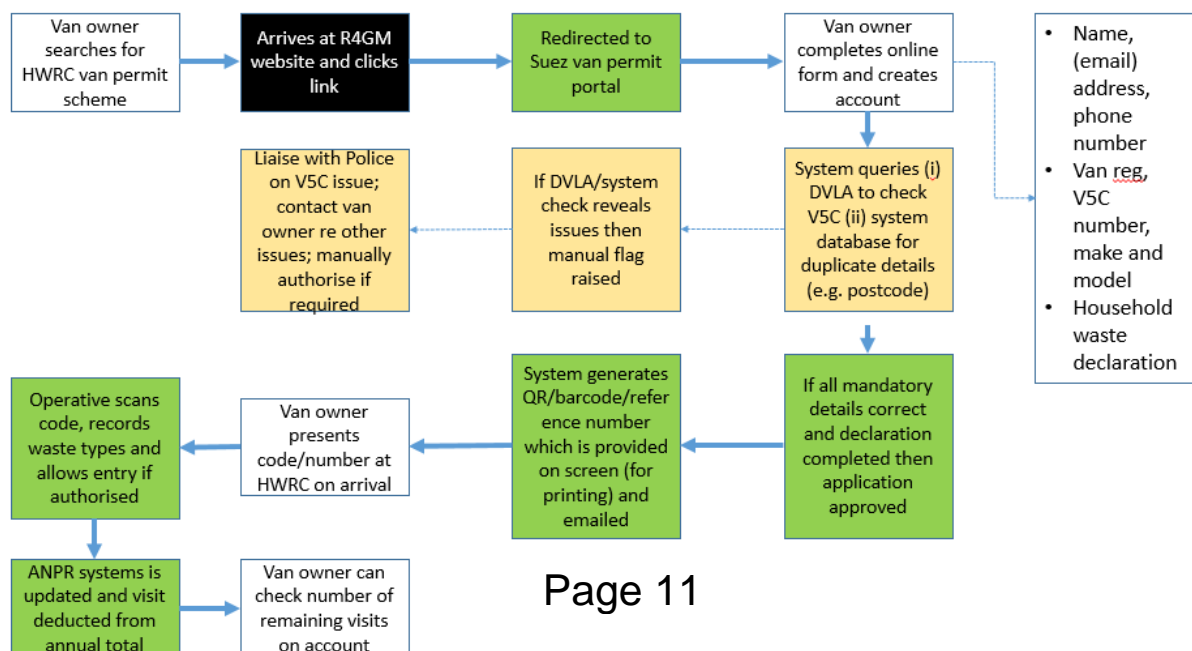 Van owner
searches for
HWRC van permit
scheme
Arrives at R4GM
website and clicks
link
Redirected to
Suez van permit
portal
Van owner
completes online
form and creates
account
• Name,
(email)
address,
phone
number
• Van reg,
V5C
number,
make and
model
• Household
waste
declaration
System queries (i)
DVLA to check
V5C (ii) system
database for
duplicate details
(e.g. postcode)
If DVLA/system
check reveals
issues then
manual flag
raised
Liaise with Police
on V5C issue;
contact van
owner re other
issues; manually
authorise if
required
If all mandatory
details correct
and declaration
completed then
application
approved
System generates
QR/barcode/refer
ence number
which is provided
on screen (for
printing) and
emailed
Van owner
presents
code/number at
HWRC on arrival
Operative scans
code, records
waste types and
allows entry if
authorised
ANPR systems is
updated and visit
deducted from
annual total
Van owner can
check number of
remaining visits
on account
Page 11